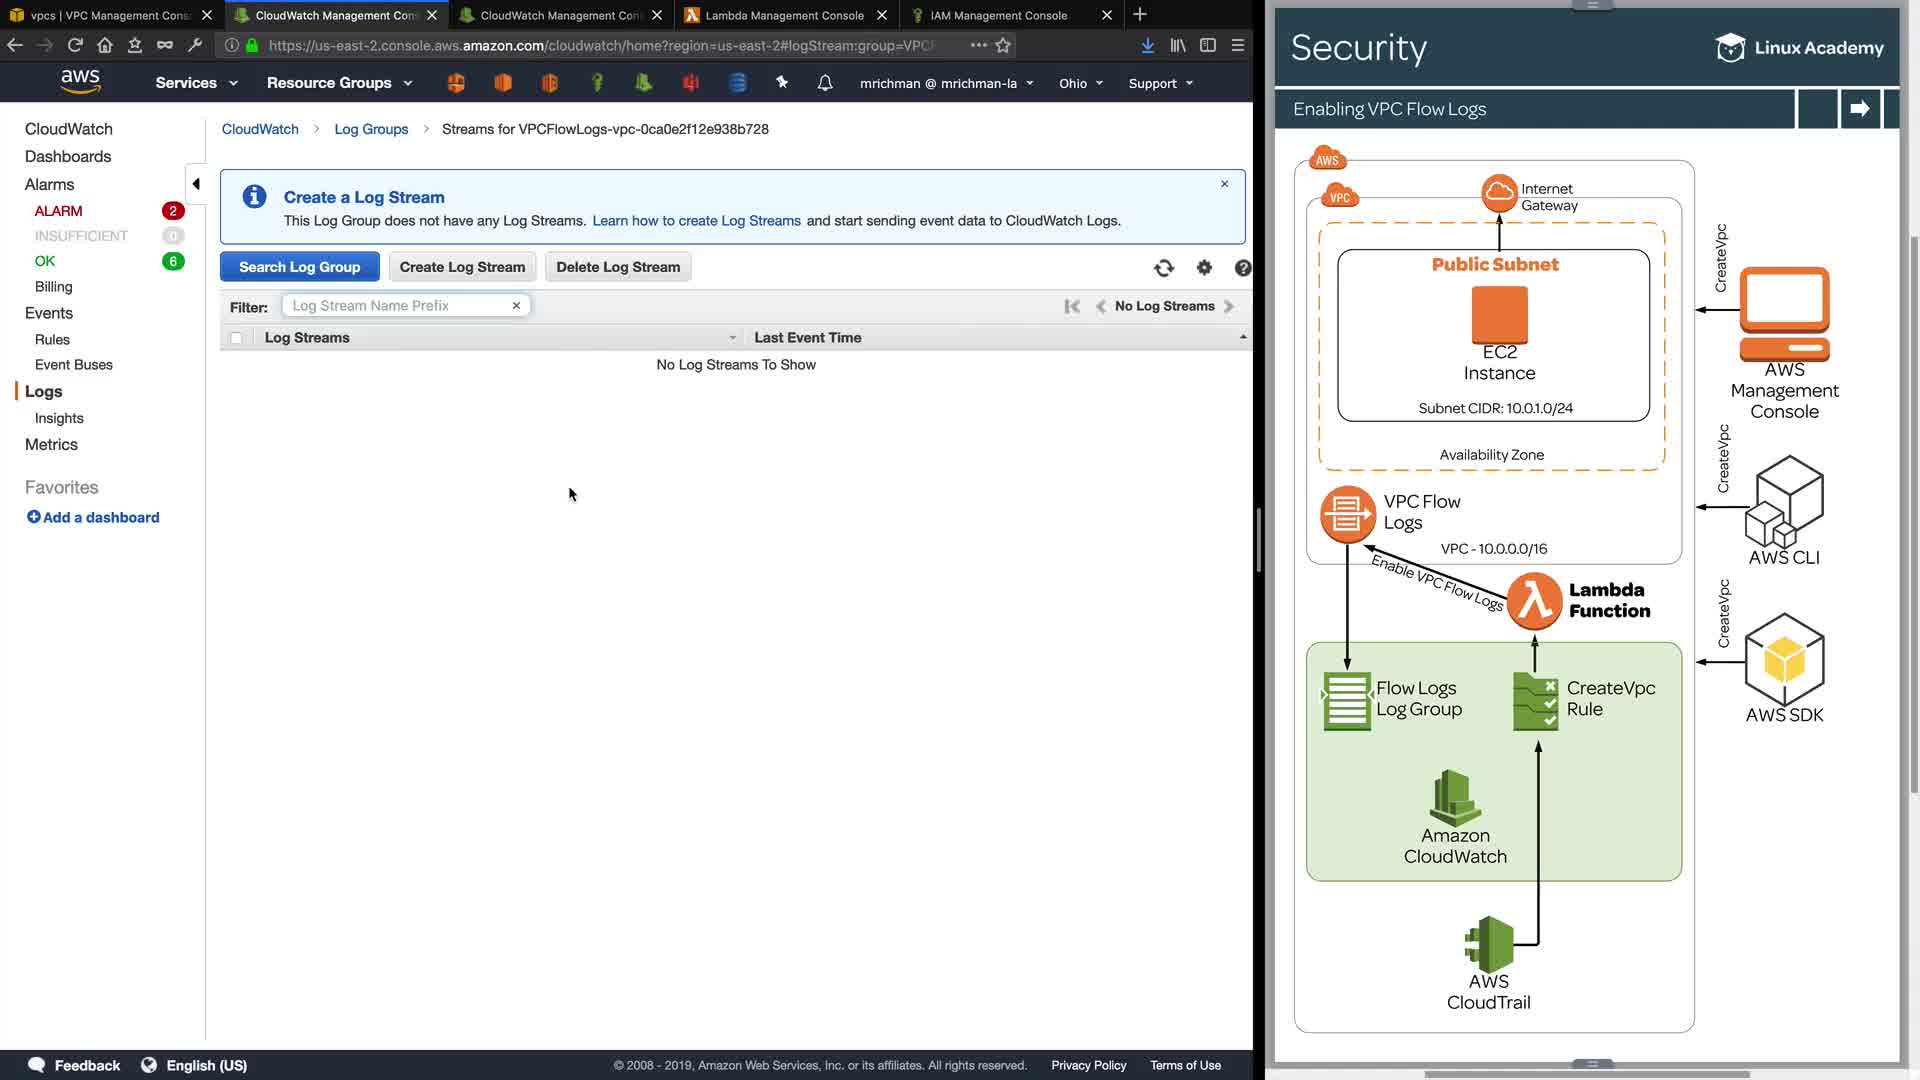 vpcs | VPC Management Cons
CloudWatch Management Con
CloudWatch Management Con
Lambda Management Console
IAM Management Console
https://us-east-2.console.aws.amazon.com/cloudwatch/home?region=us-east-2#logStream:group=VPCF
aws
Services
Resource Groups
mrichman @ mrichman-la
Ohio
Support
CloudWatch
Dashboards
Alarms
ALARM 2
INSUFFICIENT 0
OK 6
Billing
Events
Rules
Event Buses
Logs
Insights
Metrics
Favorites
Add a dashboard
CloudWatch > Log Groups > Streams for VPCFlowLogs-vpc-0ca0e2f12e938b728
Create a Log Stream
This Log Group does not have any Log Streams. Learn how to create Log Streams and start sending event data to CloudWatch Logs.
Search Log Group
Create Log Stream
Delete Log Stream
Filter: Log Stream Name Prefix
No Log Streams
Log Streams
Last Event Time
No Log Streams To Show
Feedback
English (US)
© 2008 - 2019, Amazon Web Services, Inc. or its affiliates. All rights reserved.
Privacy Policy
Terms of Use
Security
Linux Academy
Enabling VPC Flow Logs
AWS
VPC
Internet
Gateway
Public Subnet
EC2
Instance
Subnet CIDR: 10.0.1.0/24
Availability Zone
VPC Flow
Logs
VPC - 10.0.0.0/16
Enable VPC Flow Logs
Lambda
Function
Flow Logs
Log Group
CreateVpc
Rule
Amazon
CloudWatch
AWS
CloudTrail
CreateVpc
AWS
Management
Console
CreateVpc
AWS CLI
CreateVpc
AWS SDK